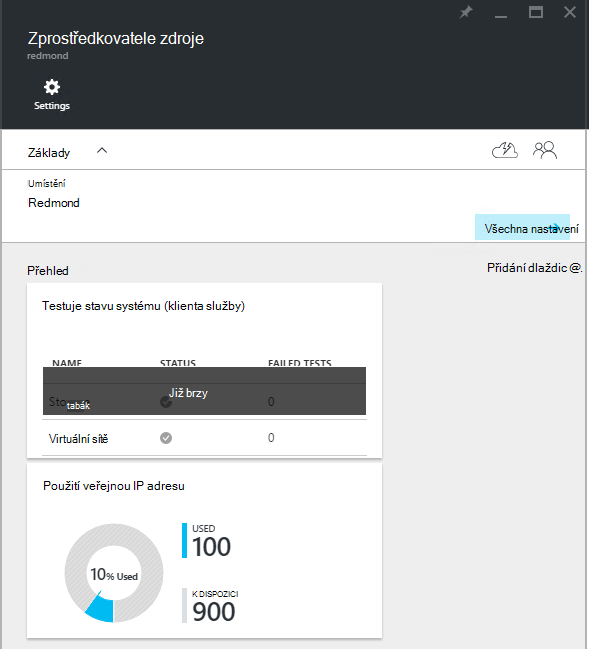 Zprostředkovatele zdroje
redmond
Settings
Základy
Umístění
Redmond
Všechna nastavení
Přehled
Přidání dlaždic @.
Testuje stavu systému (klienta služby)
NAME STATUS FAILED TESTS
Již brzy
tabák 0
Virtuální sítě 0
Použití veřejnou IP adresu
USED
100
10% Used
K DISPOZICI
900